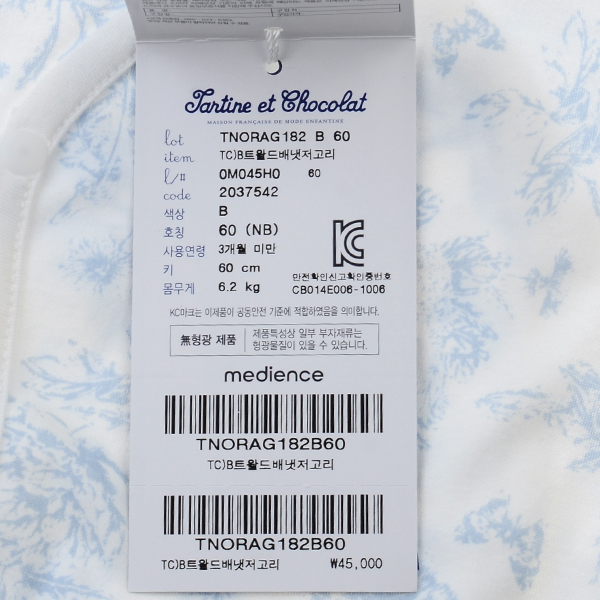 Tartine et Chocolat
MAISON FRANÇAISE DE MODE ENFANTINE
lot TNORAG182 B 60
item TC)B트왈드배냇저고리
l/# 0M045H0 60
code 2037542
색상 B
호칭 60 (NB)
사용연령 3개월 미만
키 60 cm
몸무게 6.2 kg
안전확인신고확인증번호
CB014E006-1006
KC마크는 이제품이 공동안전 기준에 적합하였음을 의미합니다.
無형광 제품
제품특성상 일부 부자재류는
형광물질이 있을 수 있습니다.
medience
TNORAG182B60
TC)B트왈드배냇저고리
TNORAG182B60
TC)B트왈드배냇저고리 ₩45,000